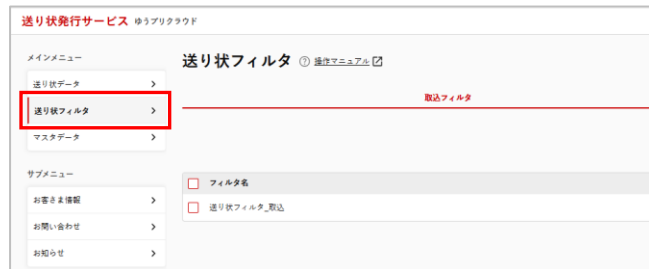 送り状発行サービス ゆうプリクラウド
メインメニュー
送り状データ
送り状フィルタ
マスタデータ
サブメニュー
お客さま情報
お問い合わせ
お知らせ
送り状フィルタ ? 操作マニュアル
取込フィルタ
フィルタ名
送り状フィルタ_取込